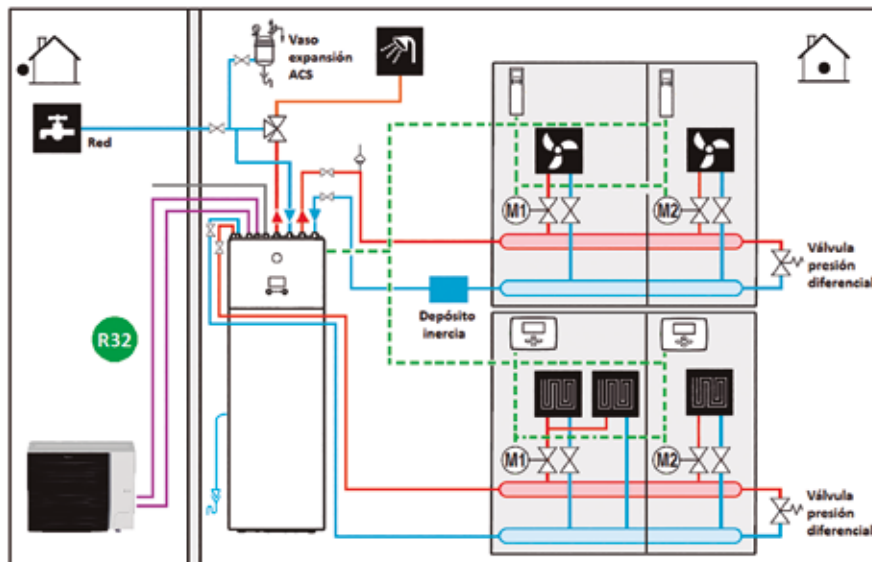 Vaso
expansión
ACS
Red
M1
M2
Válvula
presión
diferencial
Depósito
inercia
R32
M1
M2
Válvula
presión
diferencial